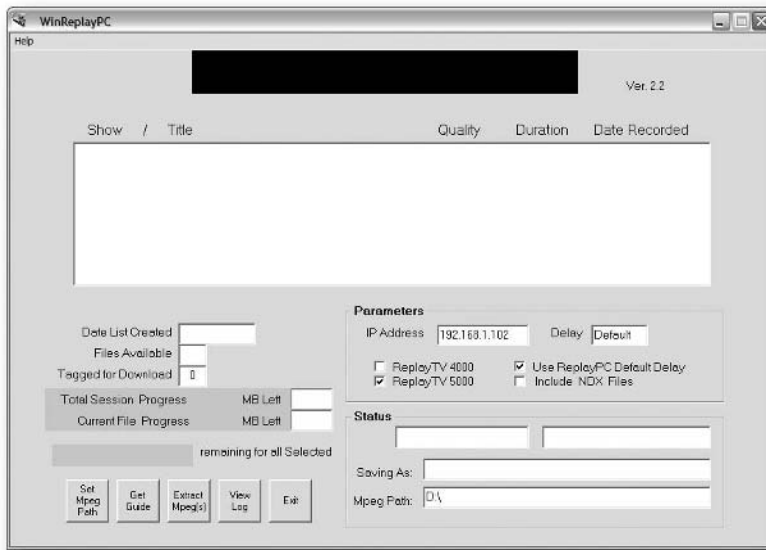 WinReplayPC
Help
Ver. 2.2
Show / Title Quality Duration Date Recorded
Date List Created
Files Available
Tagged for Download 0
Total Session Progress MB Left
Current File Progress MB Left
remaining for all Selected
Set Mpeg Path
Get Guide
Extract Mpeg(s)
View Log
Exit
Parameters
IP Address 192.168.1.102 Delay Default
ReplayTV 4000 Use ReplayPC Default Delay
ReplayTV 5000 Include NDX Files
Status
Saving As:
Mpeg Path: D:\